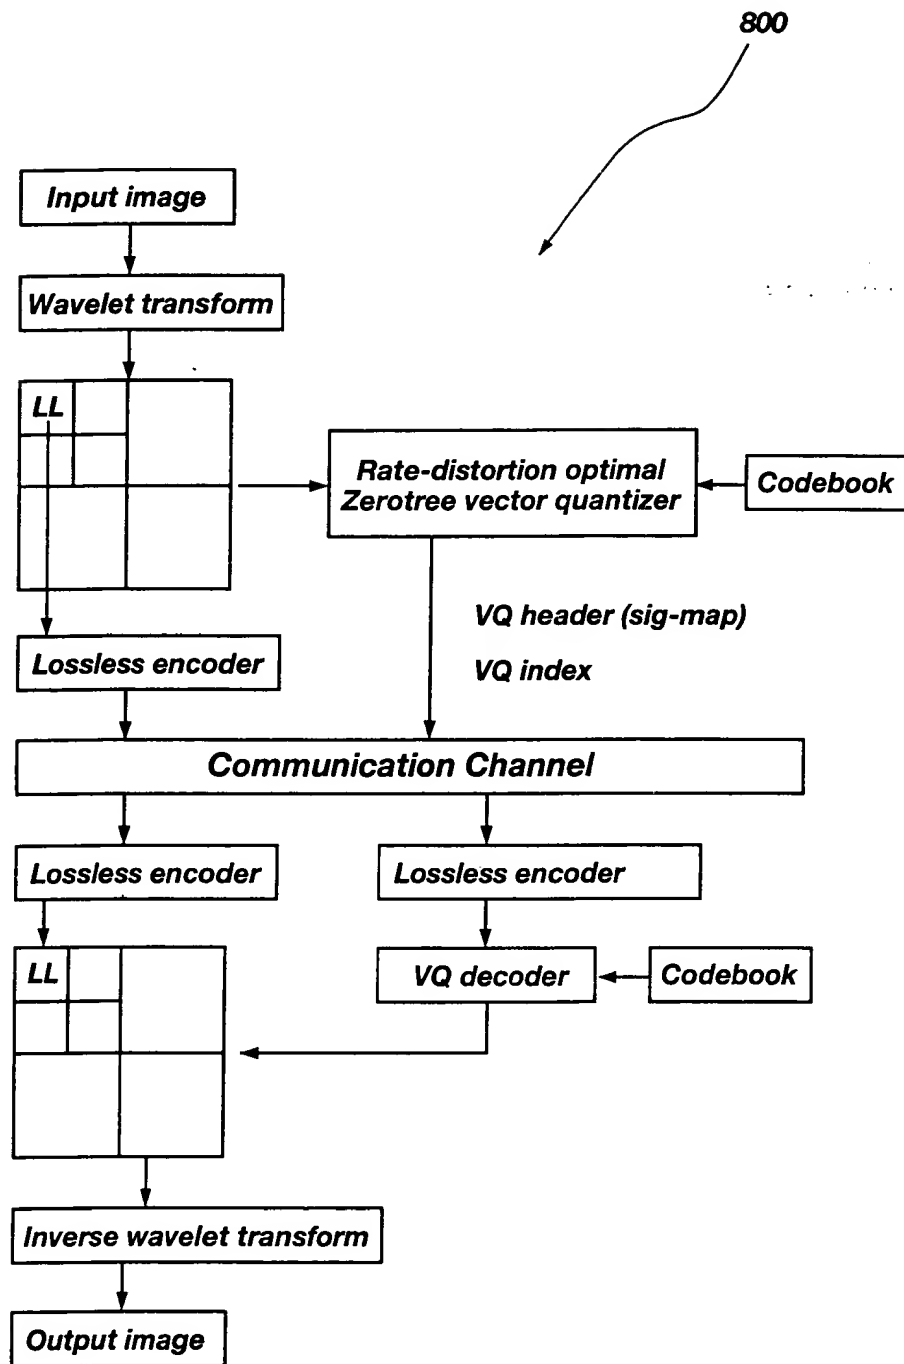 800
Input image
Wavelet transform
LL
Rate-distortion optimal
Zerotree vector quantizer
Codebook
VQ header (sig-map)
VQ index
Lossless encoder
Communication Channel
Lossless encoder
Lossless encoder
LL
VQ decoder
Codebook
Inverse wavelet transform
Output image